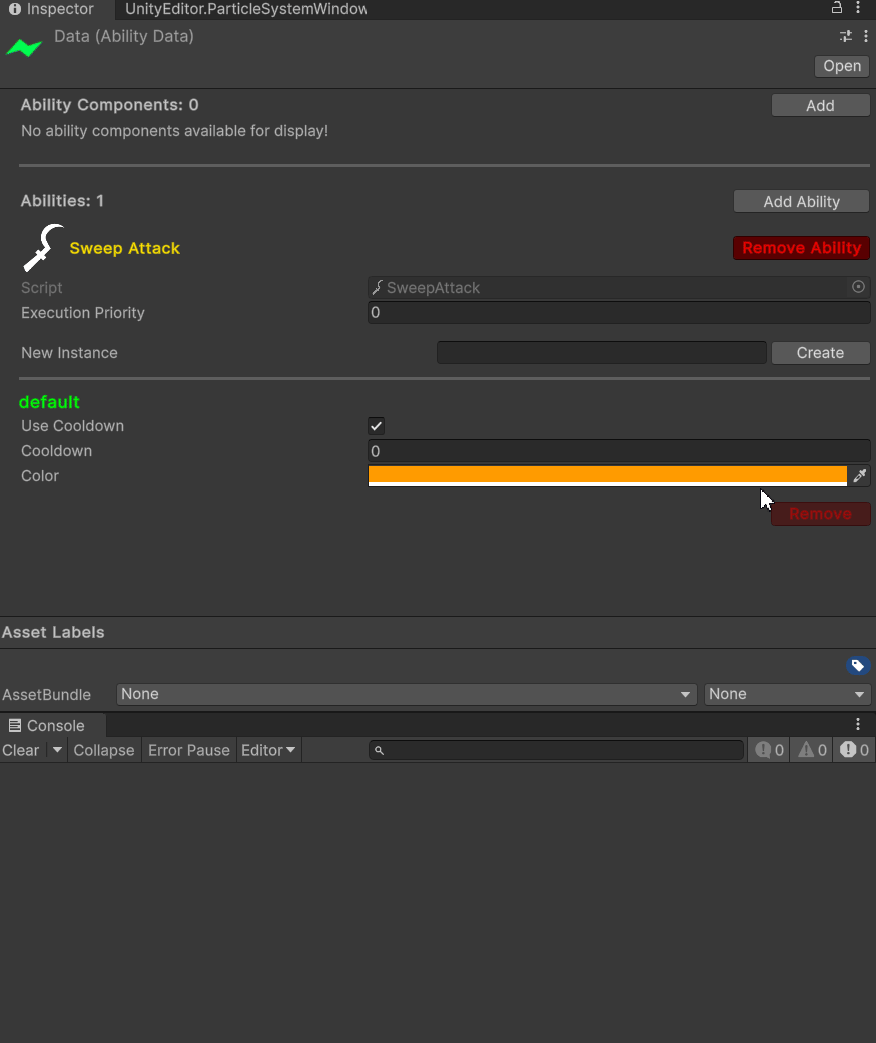 Inspector UnityEditor.ParticleSystemWindow
Data (Ability Data)
Open
Ability Components: 0 Add
No ability components available for display!
Abilities: 1 Add Ability
Sweep Attack Remove Ability
Script SweepAttack
Execution Priority 0
New Instance Create
default
Use Cooldown
Cooldown 0
Color
Remove
Asset Labels
AssetBundle None None
Console
Clear Collapse Error Pause Editor 0 0 0